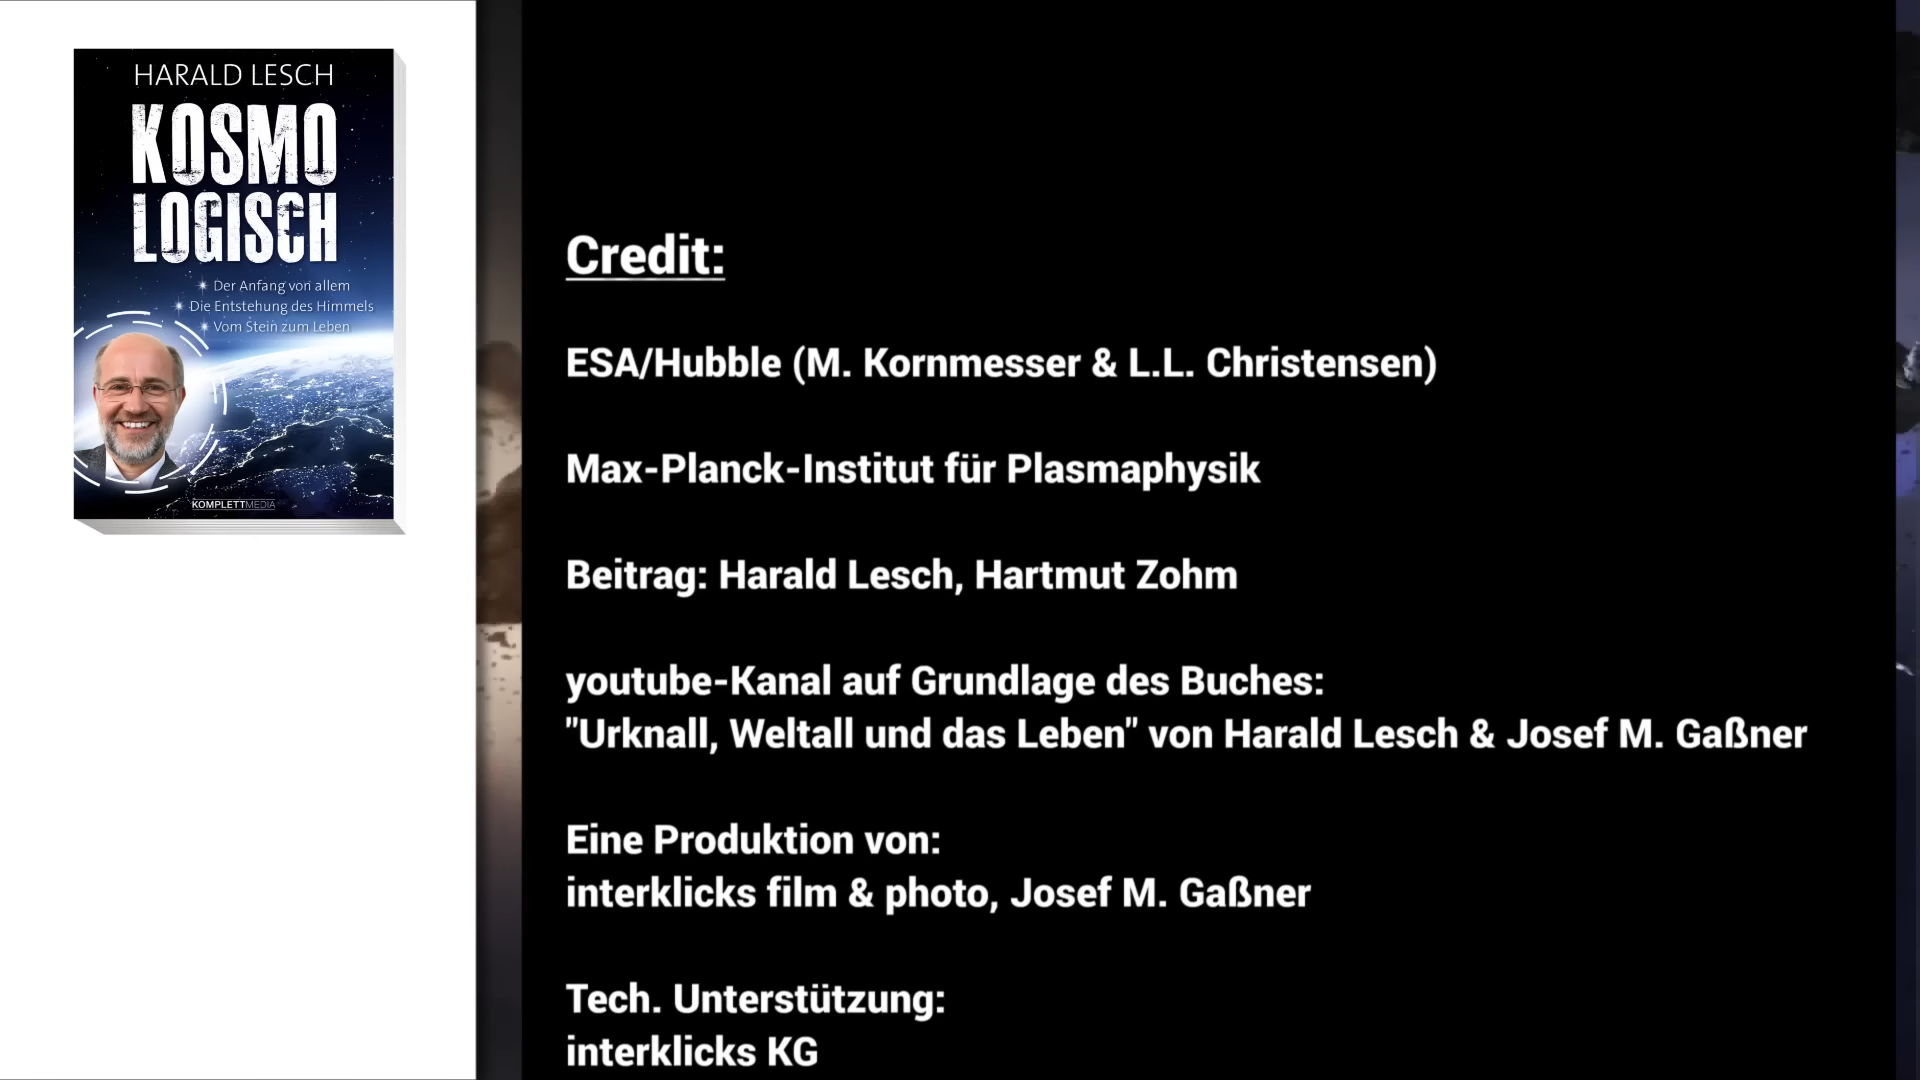 HARALD LESCH
KOSMO
LOGISCH
Der Anfang von allem
Die Entstehung des Himmels
Vom Stein zum Leben
KOMPLETTMEDIA
Credit:
ESA/Hubble (M. Kornmesser & L.L. Christensen)
Max-Planck-Institut für Plasmaphysik
Beitrag: Harald Lesch, Hartmut Zohm
youtube-Kanal auf Grundlage des Buches:
"Urknall, Weltall und das Leben" von Harald Lesch & Josef M. Gaßner
Eine Produktion von:
interklicks film & photo, Josef M. Gaßner
Tech. Unterstützung:
interklicks KG